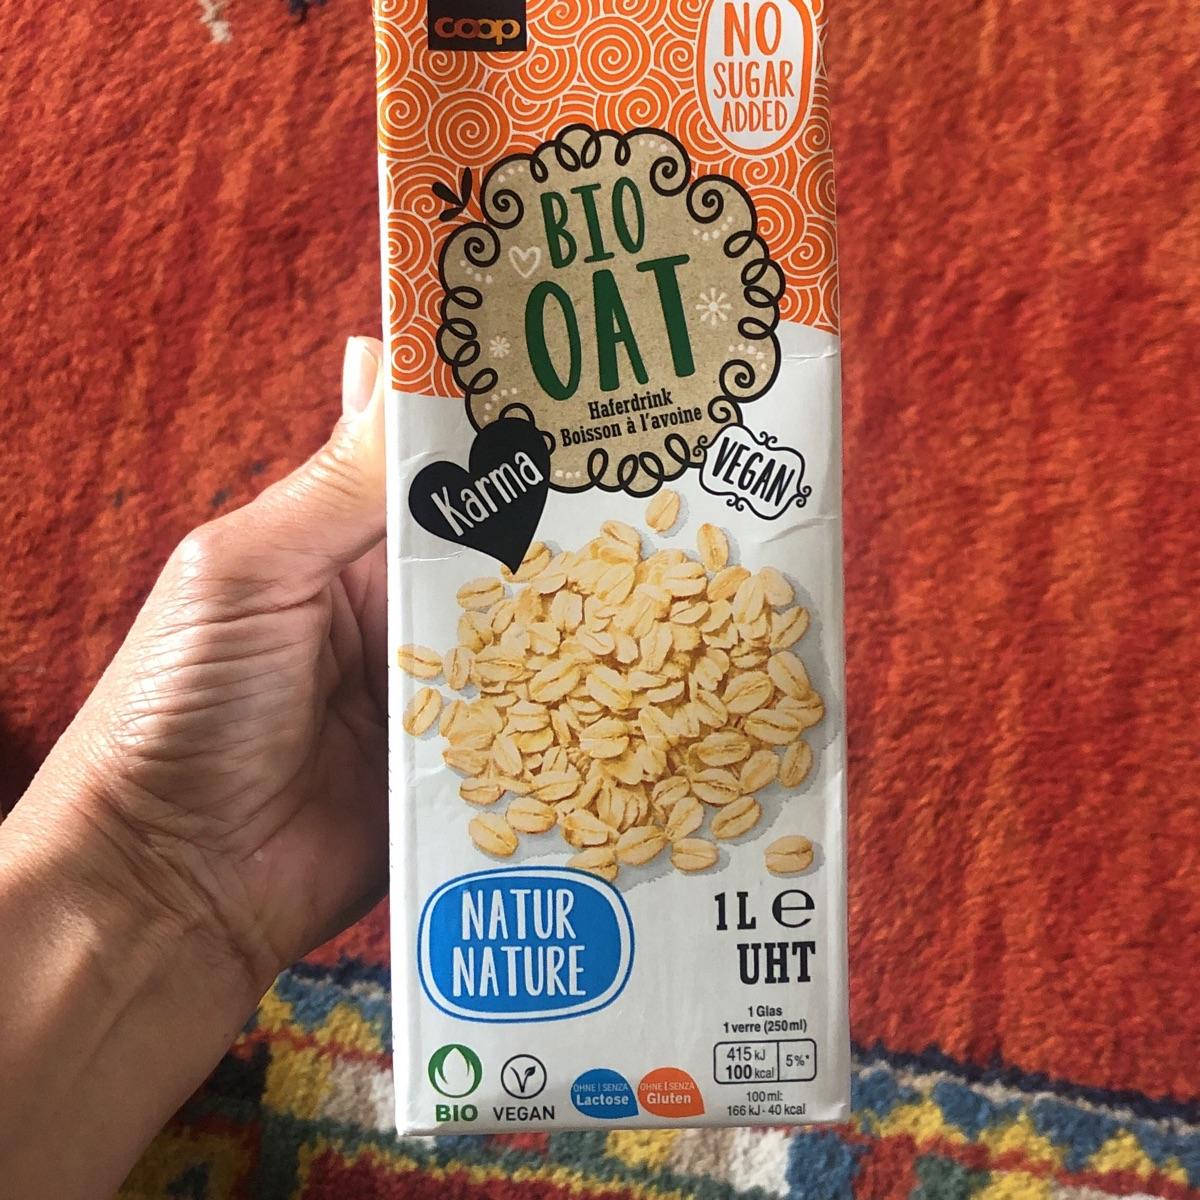 coop
NO
SUGAR
ADDED
BIO
OAT
Haferdrink
Boisson à l'avoine
Karma
VEGAN
NATUR
NATURE
1L e
UHT
1 Glas
1 verre (250 ml)
415 kJ
100 kcal
5%*
100 ml:
166 kJ - 40 kcal
BIO
VEGAN
OHNE | SENZA
Lactose
OHNE | SENZA
Gluten